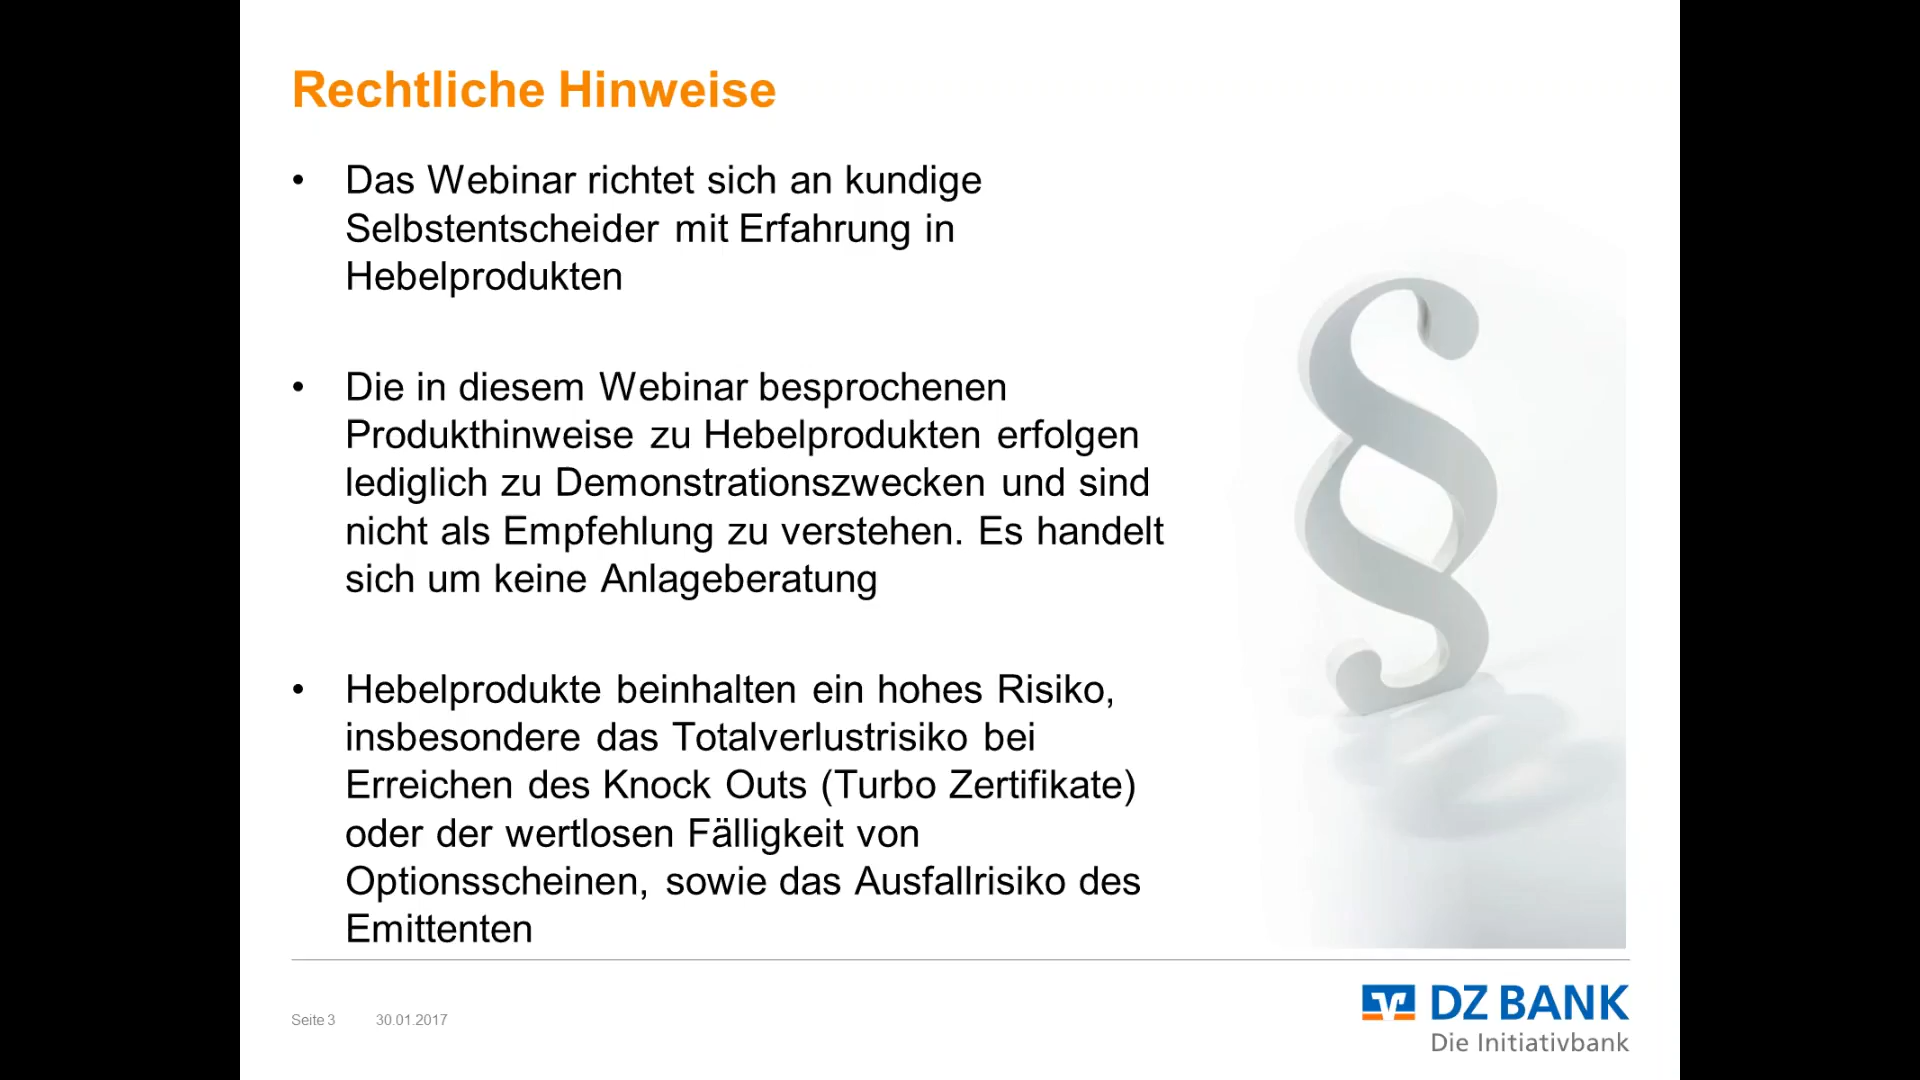 Rechtliche Hinweise
• Das Webinar richtet sich an kundige
Selbstentscheider mit Erfahrung in
Hebelprodukten
• Die in diesem Webinar besprochenen
Produkthinweise zu Hebelprodukten erfolgen
lediglich zu Demonstrationszwecken und sind
nicht als Empfehlung zu verstehen. Es handelt
sich um keine Anlageberatung
• Hebelprodukte beinhalten ein hohes Risiko,
insbesondere das Totalverlustrisiko bei
Erreichen des Knock Outs (Turbo Zertifikate)
oder der wertlosen Fälligkeit von
Optionsscheinen, sowie das Ausfallrisiko des
Emittenten
§
Seite 3 30.01.2017
DZ BANK
Die Initiativbank